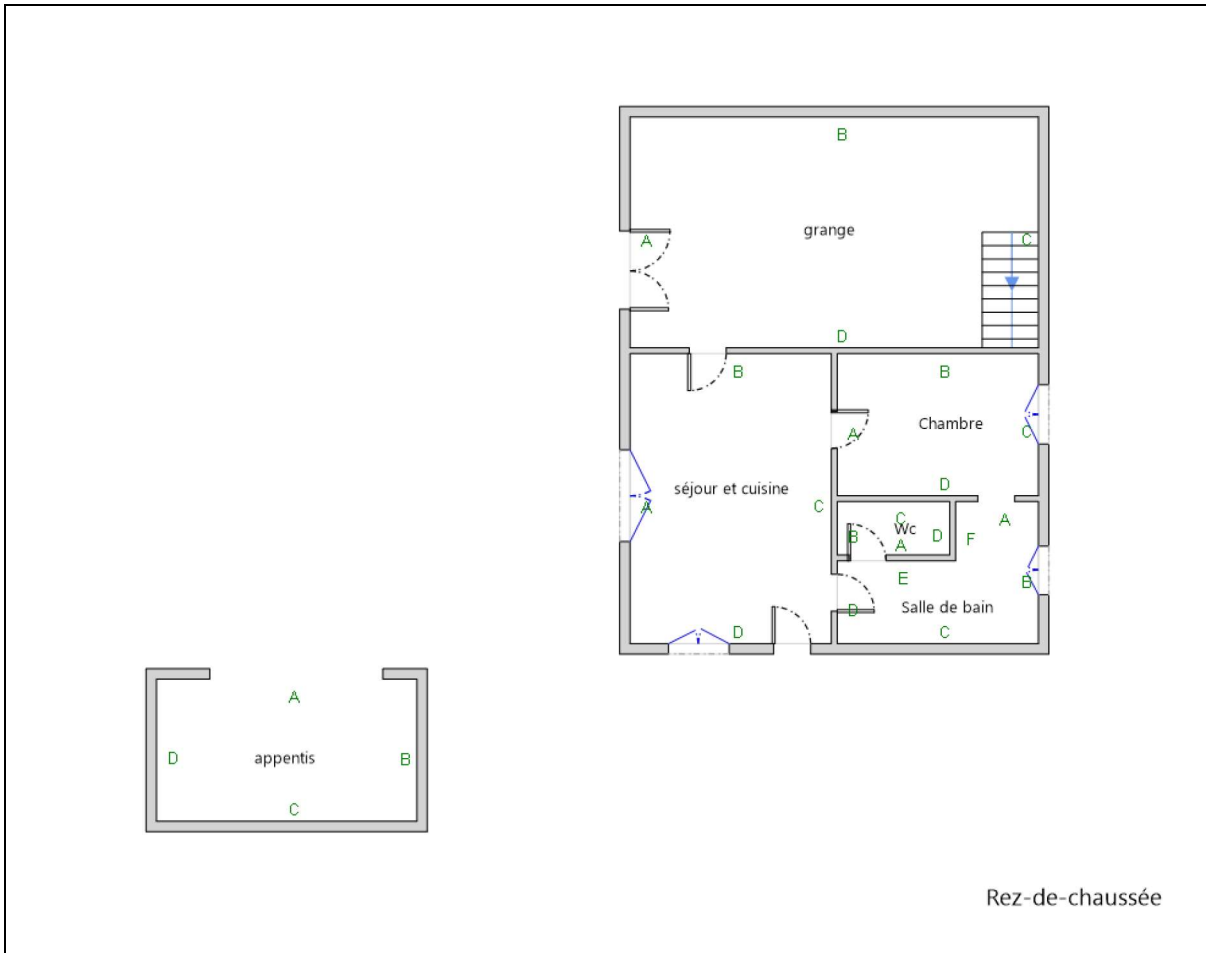 B
grange
A
C
D
B
B
Chambre
A
C
D
séjour et cuisine
A
C
D
C
Wc
B
D
A
A
F
E
B
D
Salle de bain
C
A
D
appentis
B
C
Rez-de-chaussée